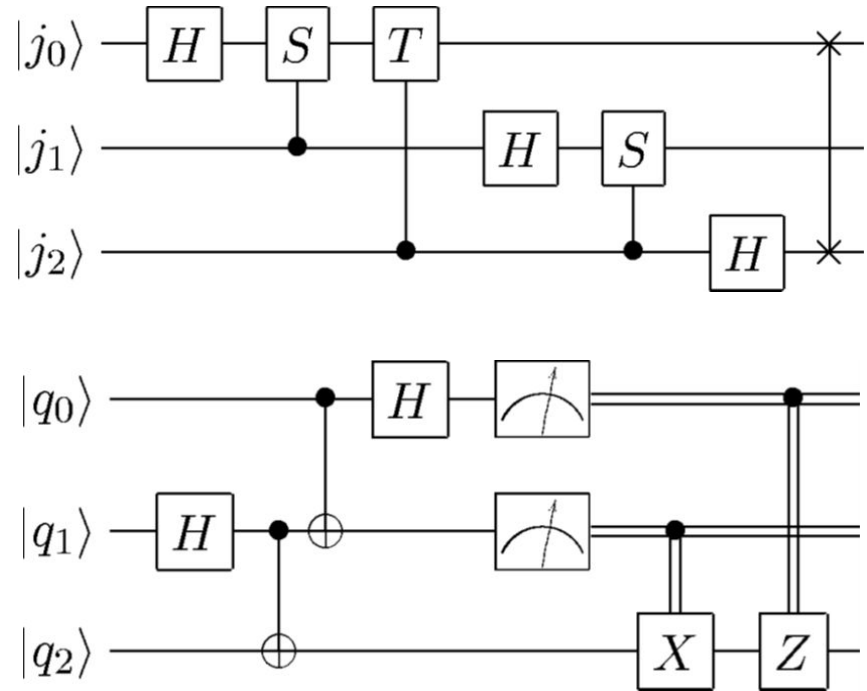 |j₀⟩ H S T
|j₁⟩ H S
|j₂⟩ H
|q₀⟩ H
|q₁⟩ H
|q₂⟩ X Z